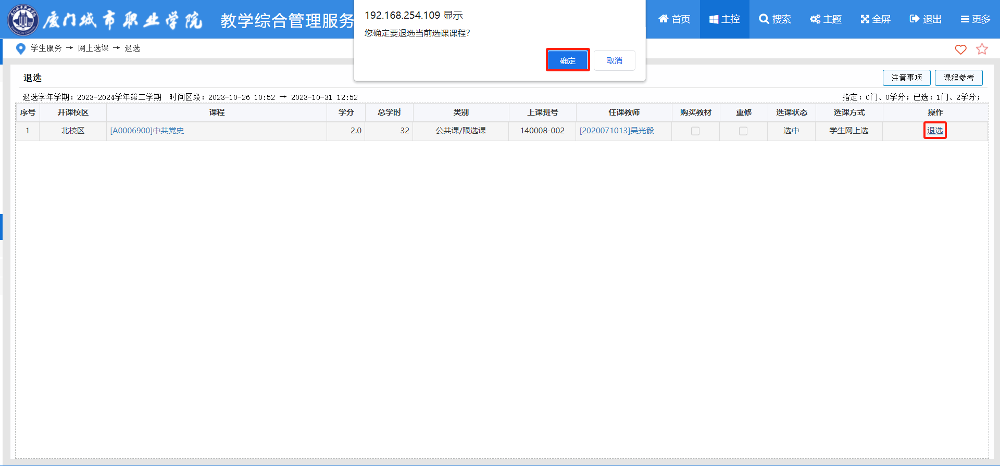 厦门城市职业学院
教学综合管理服务
192.168.254.109 显示
您确定要退选当前选课课程?
确定 取消
首页 主控 搜索 主题 全屏 退出 更多
学生服务 → 网上选课 → 退选
退选
注意事项 课程参考
退选学年学期：2023-2024学年第二学期 时间区段：2023-10-26 10:52 → 2023-10-31 12:52
指定：0门、0学分；已选：1门、2学分；
序号 开课校区 课程 学分 总学时 类别 上课班号 任课教师 购买教材 重修 选课状态 选课方式 操作
1 北校区 [A0006900]中共党史 2.0 32 公共课/限选课 140008-002 [2020071013]吴光毅 选中 学生网上选 退选